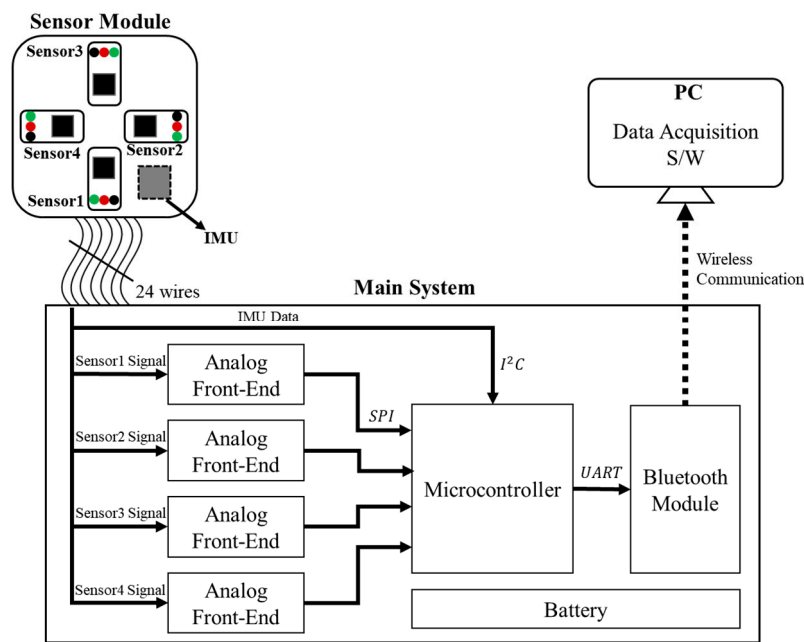 Sensor Module
Sensor3
Sensor4
Sensor2
Sensor1
IMU
24 wires
PC
Data Acquisition
S/W
Wireless
Communication
Main System
IMU Data
I²C
Sensor1 Signal
Analog
Front-End
SPI
Sensor2 Signal
Analog
Front-End
Sensor3 Signal
Analog
Front-End
Sensor4 Signal
Analog
Front-End
Microcontroller
UART
Bluetooth
Module
Battery